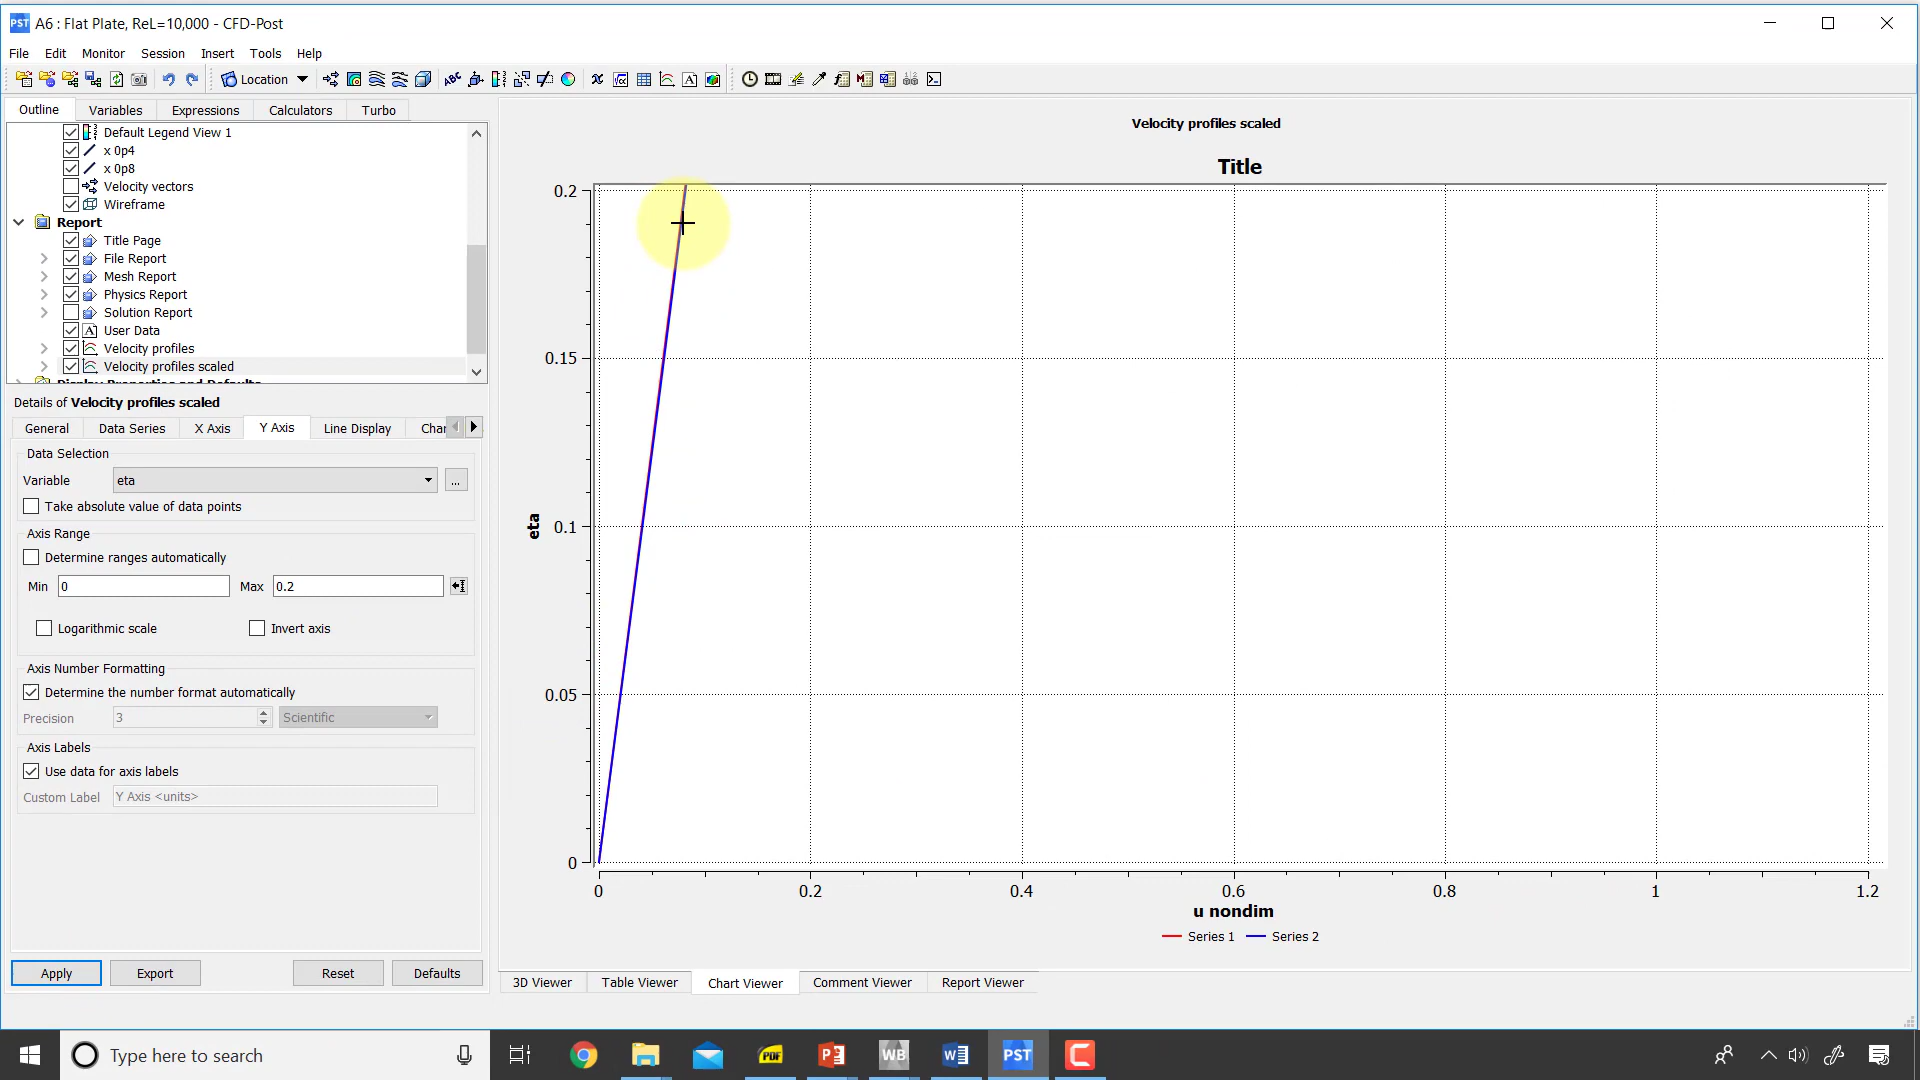 PST A6 : Flat Plate, ReL=10,000 - CFD-Post
File Edit Monitor Session Insert Tools Help
Location
Outline Variables Expressions Calculators Turbo
Default Legend View 1
x 0p4
x 0p8
Velocity vectors
Wireframe
Report
Title Page
File Report
Mesh Report
Physics Report
Solution Report
User Data
Velocity profiles
Velocity profiles scaled
Display Properties and Defaults
Details of Velocity profiles scaled
General Data Series X Axis Y Axis Line Display Char
Data Selection
Variable eta ...
Take absolute value of data points
Axis Range
Determine ranges automatically
Min 0 Max 0.2
Logarithmic scale Invert axis
Axis Number Formatting
Determine the number format automatically
Precision 3 Scientific
Axis Labels
Use data for axis labels
Custom Label Y Axis <units>
Apply Export Reset Defaults
Velocity profiles scaled
Title
0.2
0.15
0.1
0.05
0
eta
0 0.2 0.4 0.6 0.8 1 1.2
u nondim
Series 1 Series 2
3D Viewer Table Viewer Chart Viewer Comment Viewer Report Viewer
Type here to search
PDF
WB
PST